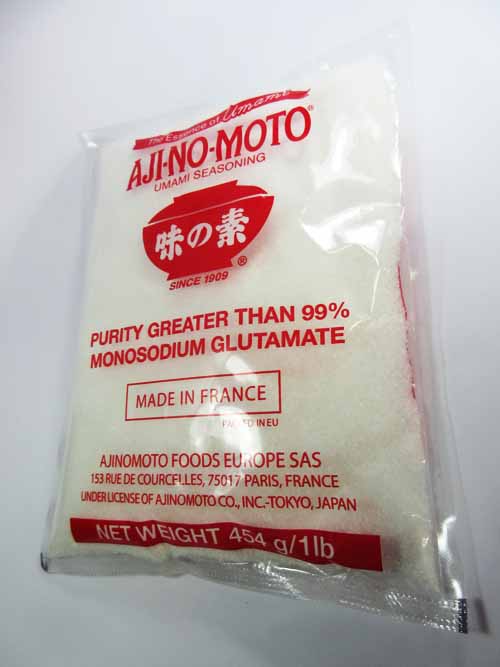 The Essence of Umami
AJI-NO-MOTO®
UMAMI SEASONING
味の素
®
SINCE 1909
PURITY GREATER THAN 99%
MONOSODIUM GLUTAMATE
MADE IN FRANCE
PACKED IN EU
AJINOMOTO FOODS EUROPE SAS
153 RUE DE COURCELLES, 75017 PARIS, FRANCE
UNDER LICENSE OF AJINOMOTO CO., INC.-TOKYO, JAPAN
NET WEIGHT 454 g/1lb